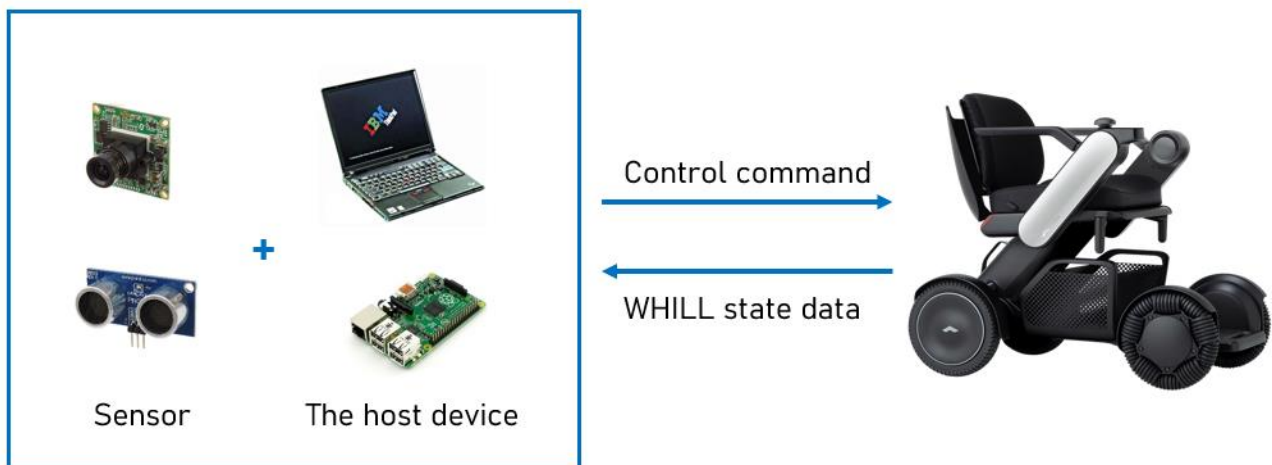 IBM
+
Control command
WHILL state data
Sensor
The host device